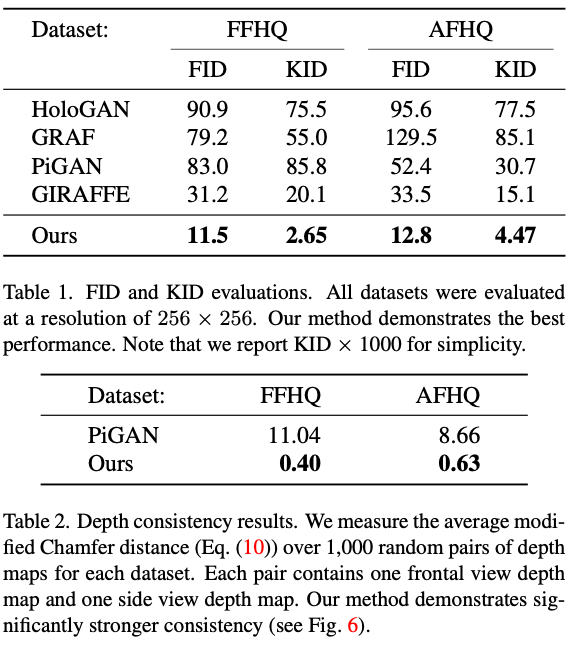 Dataset: FFHQ AFHQ
FID KID FID KID
HoloGAN 90.9 75.5 95.6 77.5
GRAF 79.2 55.0 129.5 85.1
PiGAN 83.0 85.8 52.4 30.7
GIRAFFE 31.2 20.1 33.5 15.1
Ours 11.5 2.65 12.8 4.47
Table 1. FID and KID evaluations. All datasets were evaluated
at a resolution of 256 × 256. Our method demonstrates the best
performance. Note that we report KID × 1000 for simplicity.
Dataset: FFHQ AFHQ
PiGAN 11.04 8.66
Ours 0.40 0.63
Table 2. Depth consistency results. We measure the average modi-
fied Chamfer distance (Eq. (10)) over 1,000 random pairs of depth
maps for each dataset. Each pair contains one frontal view depth
map and one side view depth map. Our method demonstrates sig-
nificantly stronger consistency (see Fig. 6).